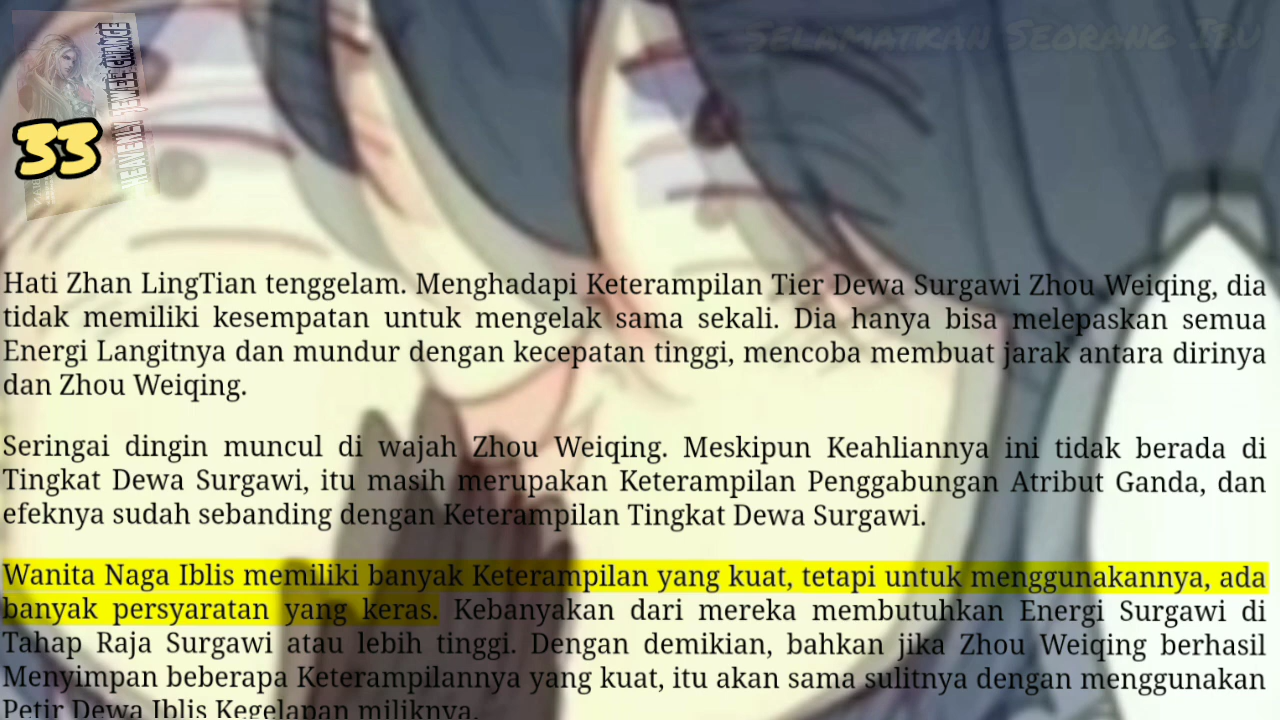 Selamatkan Seorang Ibu
HEAVENLY JEWEL CHANGE
33
Hati Zhan LingTian tenggelam. Menghadapi Keterampilan Tier Dewa Surgawi Zhou Weiqing, dia
tidak memiliki kesempatan untuk mengelak sama sekali. Dia hanya bisa melepaskan semua
Energi Langitnya dan mundur dengan kecepatan tinggi, mencoba membuat jarak antara dirinya
dan Zhou Weiqing.
Seringai dingin muncul di wajah Zhou Weiqing. Meskipun Keahliannya ini tidak berada di
Tingkat Dewa Surgawi, itu masih merupakan Keterampilan Penggabungan Atribut Ganda, dan
efeknya sudah sebanding dengan Keterampilan Tingkat Dewa Surgawi.
Wanita Naga Iblis memiliki banyak Keterampilan yang kuat, tetapi untuk menggunakannya, ada
banyak persyaratan yang keras. Kebanyakan dari mereka membutuhkan Energi Surgawi di
Tahap Raja Surgawi atau lebih tinggi. Dengan demikian, bahkan jika Zhou Weiqing berhasil
Menyimpan beberapa Keterampilannya yang kuat, itu akan sama sulitnya dengan menggunakan
Petir Dewa Iblis Kegelapan miliknya.